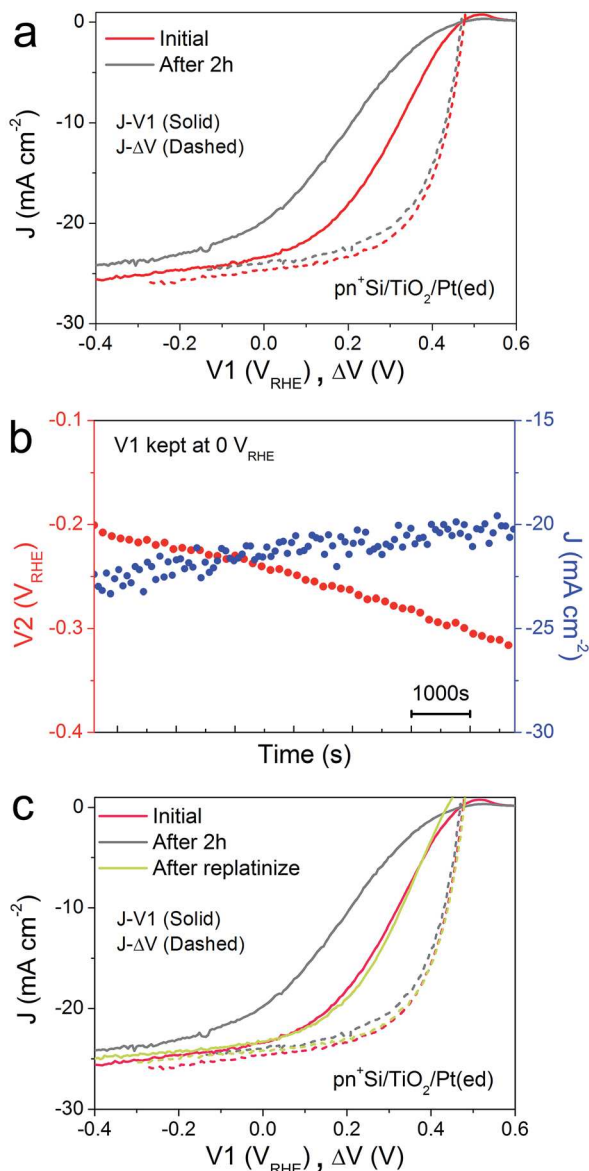 a
0
-10
-20
-30
J (mA cm⁻²)
Initial
After 2h
J-V1 (Solid)
J-ΔV (Dashed)
pn⁺Si/TiO₂/Pt(ed)
-0.4 -0.2 0.0 0.2 0.4 0.6
V1 (V_RHE) , ΔV (V)
b
-0.1
-0.2
-0.3
-0.4
V2 (V_RHE)
V1 kept at 0 V_RHE
1000s
-15
-20
-25
-30
J (mA cm⁻²)
Time (s)
c
0
-10
-20
-30
J (mA cm⁻²)
Initial
After 2h
After replatinize
J-V1 (Solid)
J-ΔV (Dashed)
pn⁺Si/TiO₂/Pt(ed)
-0.4 -0.2 0.0 0.2 0.4 0.6
V1 (V_RHE) , ΔV (V)